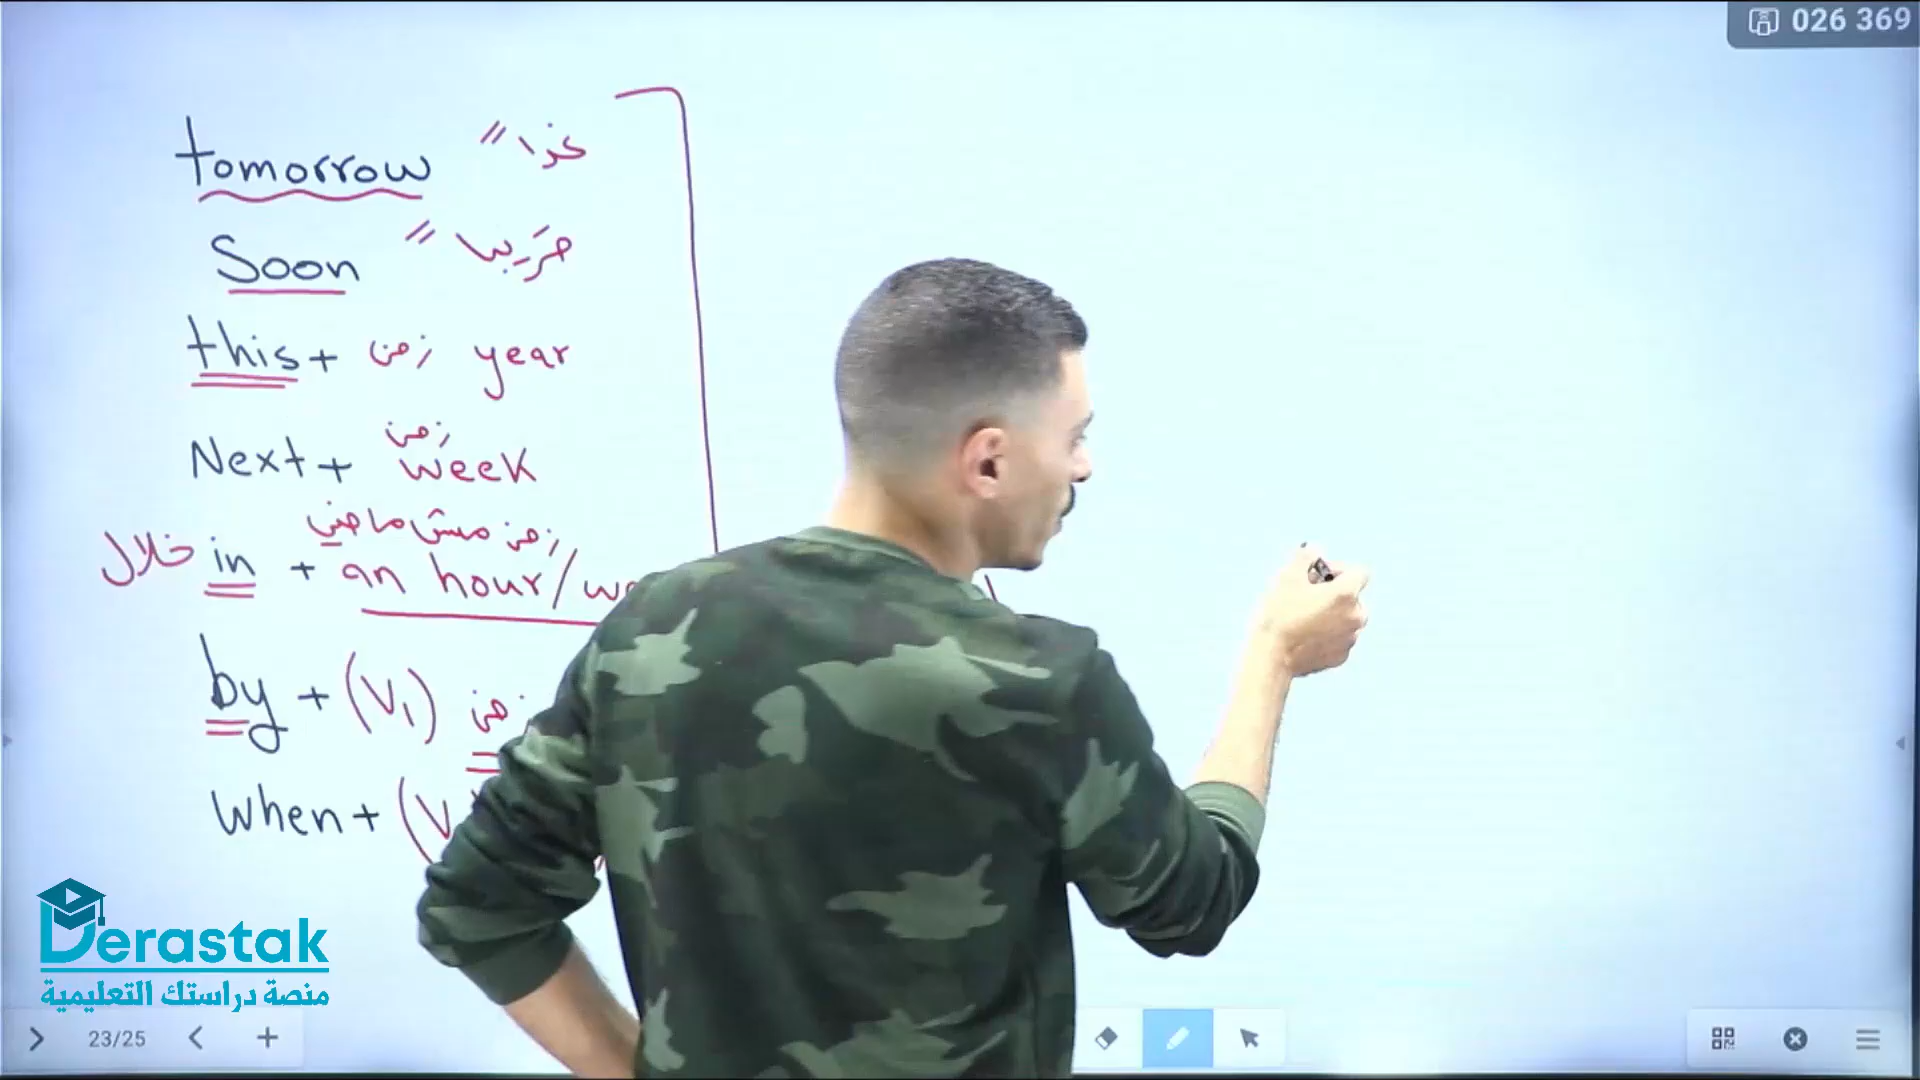 026 369
tomorrow غدا "
Soon قريبا "
this + زمن year
Next + زمن week
زمن مش ماضي
خلال in + an hour/we
by + (V1) زمن
When + (V
Derastak
منصة دراستك التعليمية
23/25